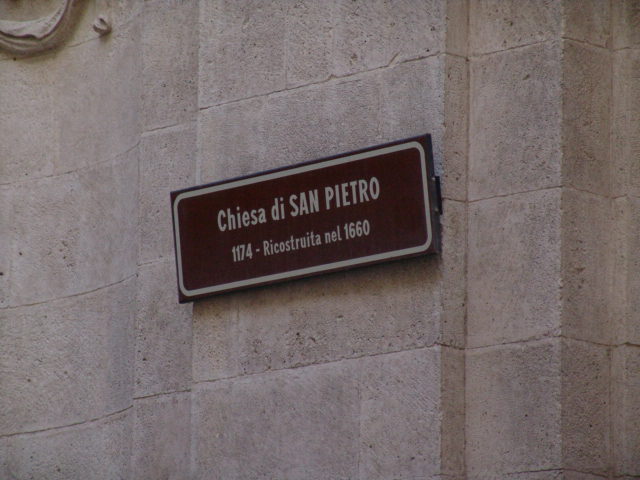 Chiesa di SAN PIETRO
1174 - Ricostruita nel 1660